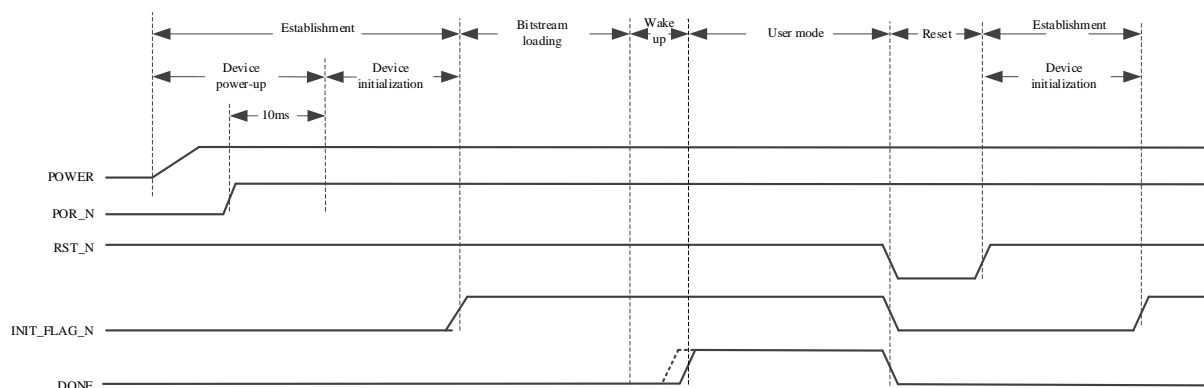 Establishment
Bitstream
loading
Wake
up
User mode
Reset
Establishment
Device
power-up
Device
initialization
Device
initialization
10ms
POWER
POR_N
RST_N
INIT_FLAG_N
DONE